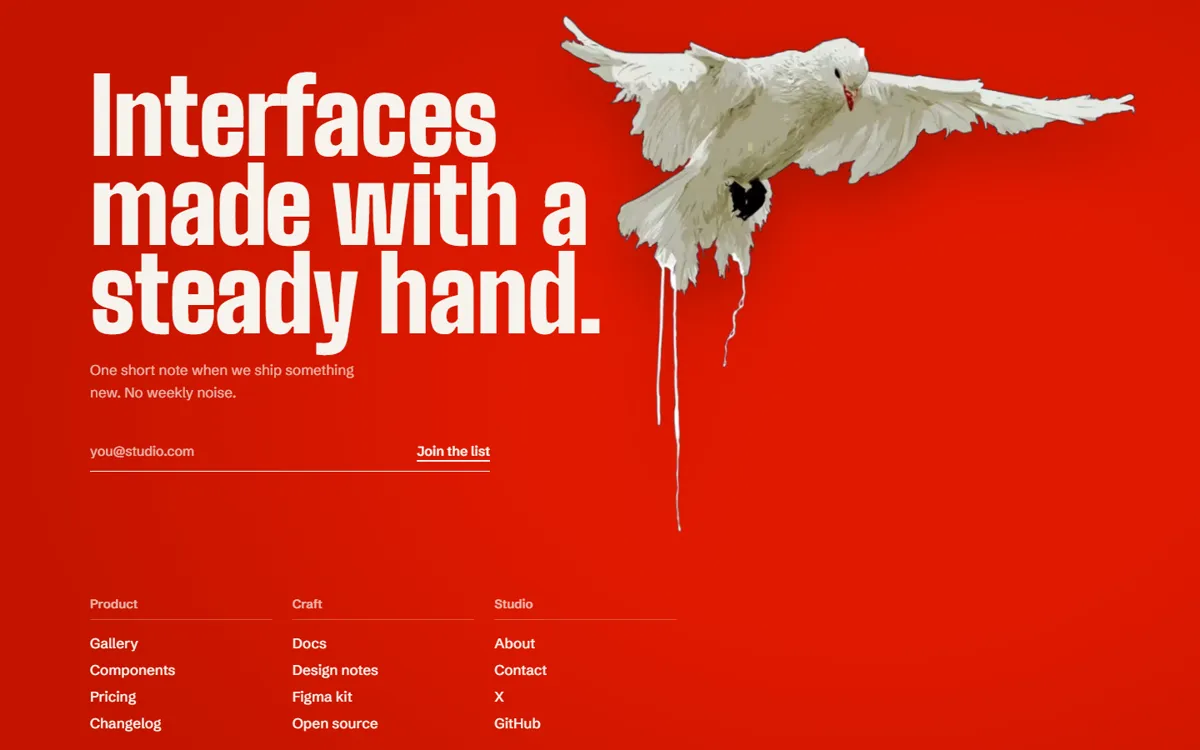 Interfaces
made with a
steady hand.
One short note when we ship something
new. No weekly noise.
you@studio.com
Join the list
Product
Gallery
Components
Pricing
Changelog
Craft
Docs
Design notes
Figma kit
Open source
Studio
About
Contact
X
GitHub